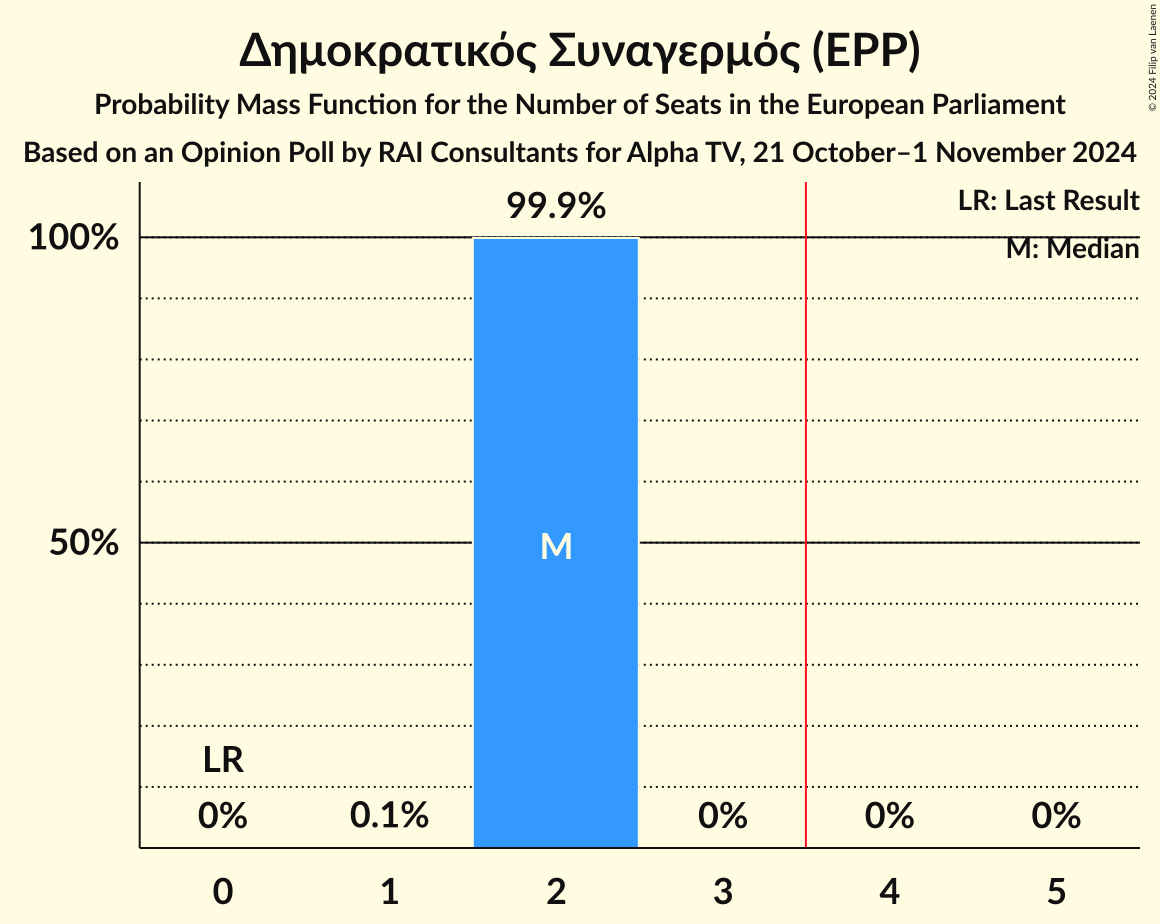 Δημοκρατικός Συναγερμός (EPP)
Probability Mass Function for the Number of Seats in the European Parliament
Based on an Opinion Poll by RAI Consultants for Alpha TV, 21 October–1 November 2024
© 2024 Filip van Laenen
LR: Last Result
M: Median
99.9%
100%
50%
M
LR
0%
0.1%
0%
0%
0%
0
1
2
3
4
5